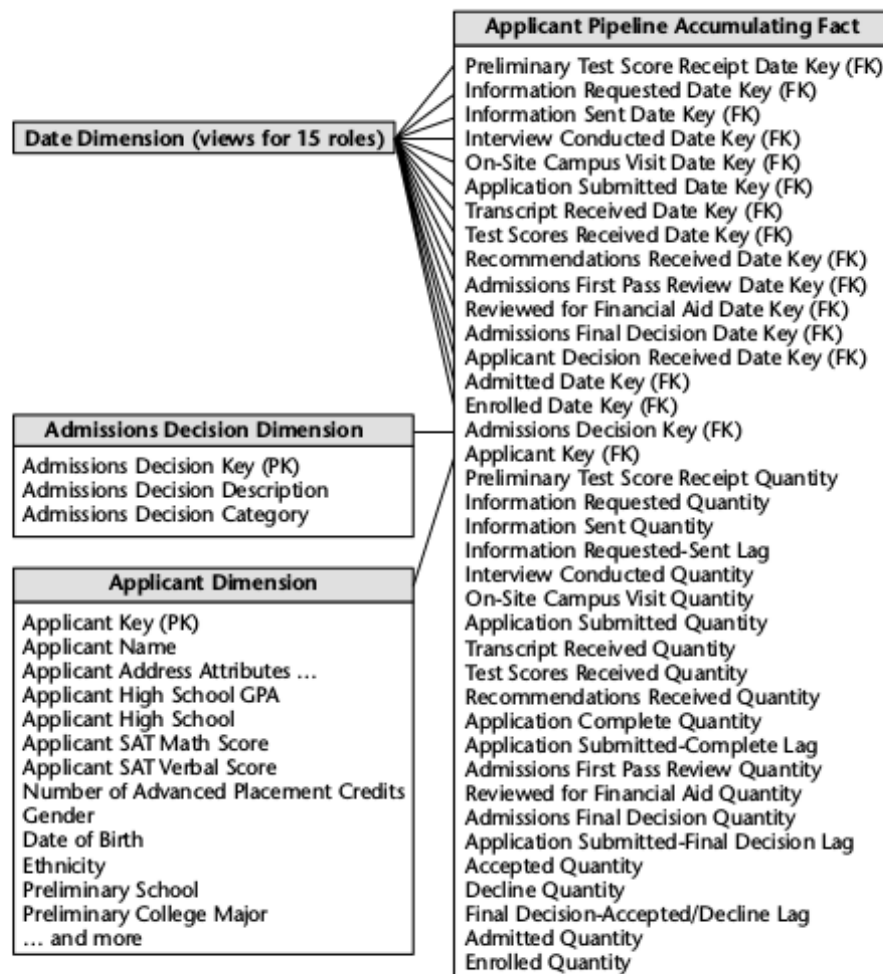 Applicant Pipeline Accumulating Fact
Preliminary Test Score Receipt Date Key (FK)
Information Requested Date Key (FK)
Information Sent Date Key (FK)
Interview Conducted Date Key (FK)
On-Site Campus Visit Date Key (FK)
Application Submitted Date Key (FK)
Transcript Received Date Key (FK)
Test Scores Received Date Key (FK)
Recommendations Received Date Key (FK)
Admissions First Pass Review Date Key (FK)
Reviewed for Financial Aid Date Key (FK)
Admissions Final Decision Date Key (FK)
Applicant Decision Received Date Key (FK)
Admitted Date Key (FK)
Enrolled Date Key (FK)
Admissions Decision Key (FK)
Applicant Key (FK)
Preliminary Test Score Receipt Quantity
Information Requested Quantity
Information Sent Quantity
Information Requested-Sent Lag
Interview Conducted Quantity
On-Site Campus Visit Quantity
Application Submitted Quantity
Transcript Received Quantity
Test Scores Received Quantity
Recommendations Received Quantity
Application Complete Quantity
Application Submitted-Complete Lag
Admissions First Pass Review Quantity
Reviewed for Financial Aid Quantity
Admissions Final Decision Quantity
Application Submitted-Final Decision Lag
Accepted Quantity
Decline Quantity
Final Decision-Accepted/Decline Lag
Admitted Quantity
Enrolled Quantity
Date Dimension (views for 15 roles)
Admissions Decision Dimension
Admissions Decision Key (PK)
Admissions Decision Description
Admissions Decision Category
Applicant Dimension
Applicant Key (PK)
Applicant Name
Applicant Address Attributes ...
Applicant High School GPA
Applicant High School
Applicant SAT Math Score
Applicant SAT Verbal Score
Number of Advanced Placement Credits
Gender
Date of Birth
Ethnicity
Preliminary School
Preliminary College Major
... and more